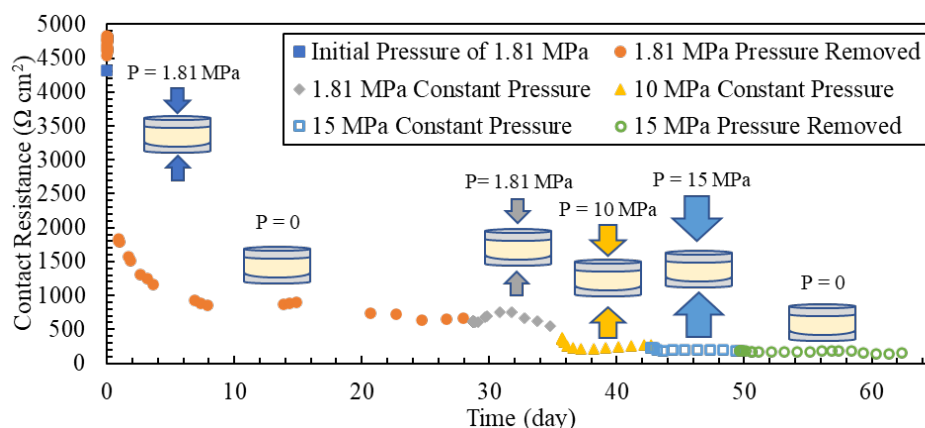 5000
4500
4000
3500
3000
2500
2000
1500
1000
500
0
Contact Resistance (Ω cm²)
Initial Pressure of 1.81 MPa
1.81 MPa Pressure Removed
1.81 MPa Constant Pressure
10 MPa Constant Pressure
15 MPa Constant Pressure
15 MPa Pressure Removed
P = 1.81 MPa
P = 0
P= 1.81 MPa
P = 10 MPa
P = 15 MPa
P = 0
0 10 20 30 40 50 60
Time (day)